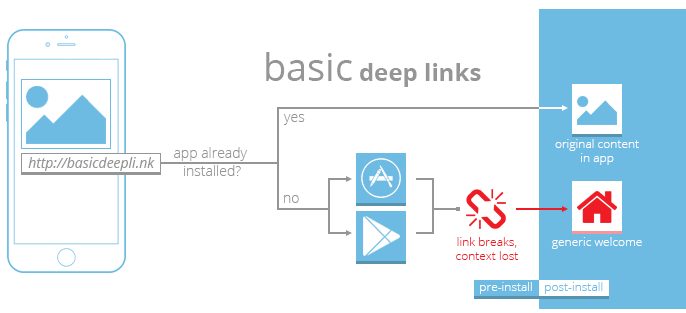 basic deep links
http://basicdeepli.nk
app already
installed?
yes
no
original content
in app
link breaks,
context lost
generic welcome
pre-install post-install